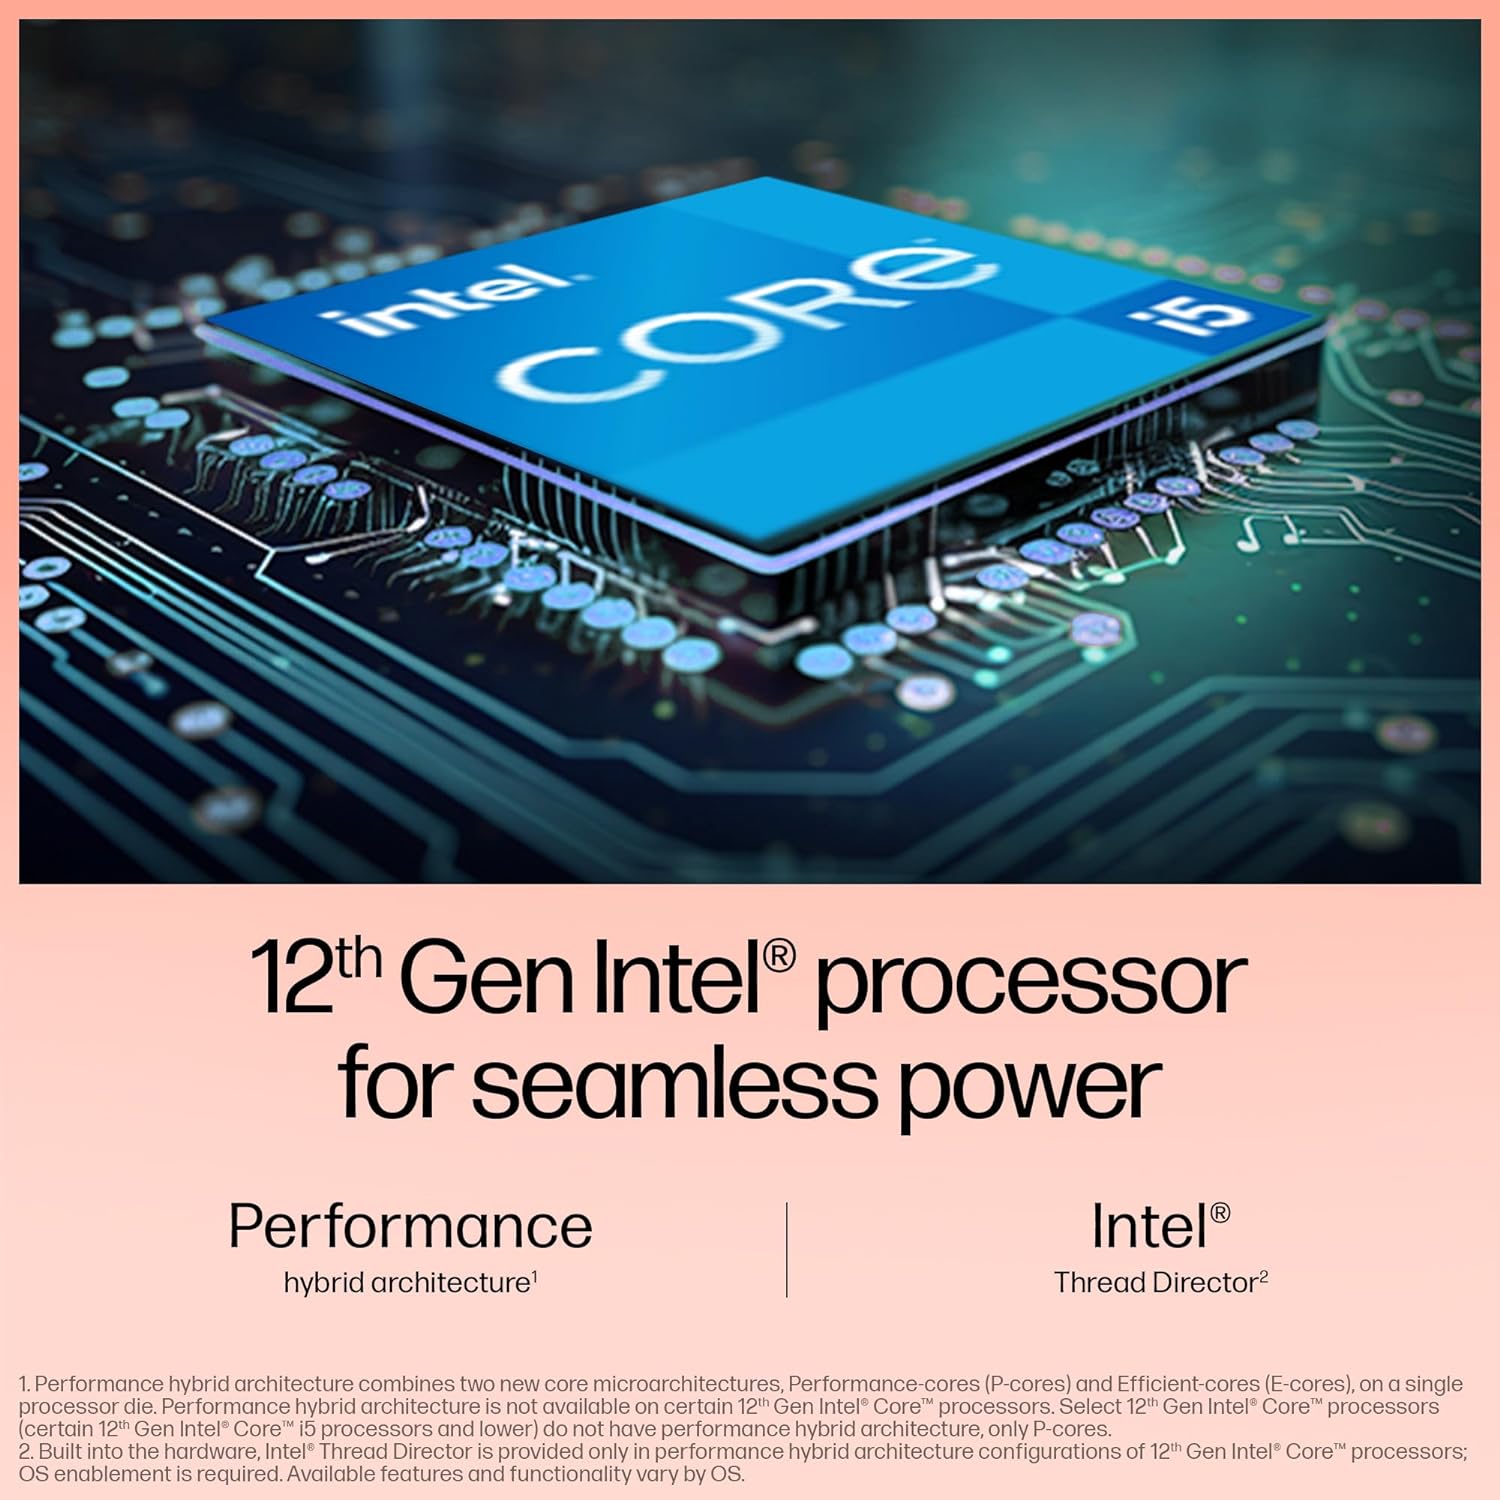 intel.
CORE™
i5
12th Gen Intel® processor
for seamless power
Performance
hybrid architecture1
Intel®
Thread Director2
1. Performance hybrid architecture combines two new core microarchitectures, Performance-cores (P-cores) and Efficient-cores (E-cores), on a single
processor die. Performance hybrid architecture is not available on certain 12th Gen Intel® Core™ processors. Select 12th Gen Intel® Core™ processors
(certain 12th Gen Intel® Core™ i5 processors and lower) do not have performance hybrid architecture, only P-cores.
2. Built into the hardware, Intel® Thread Director is provided only in performance hybrid architecture configurations of 12th Gen Intel® Core™ processors;
OS enablement is required. Available features and functionality vary by OS.